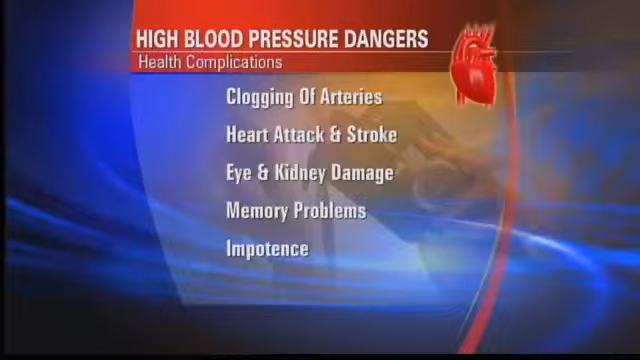 HIGH BLOOD PRESSURE DANGERS
Health Complications
Clogging Of Arteries
Heart Attack & Stroke
Eye & Kidney Damage
Memory Problems
Impotence